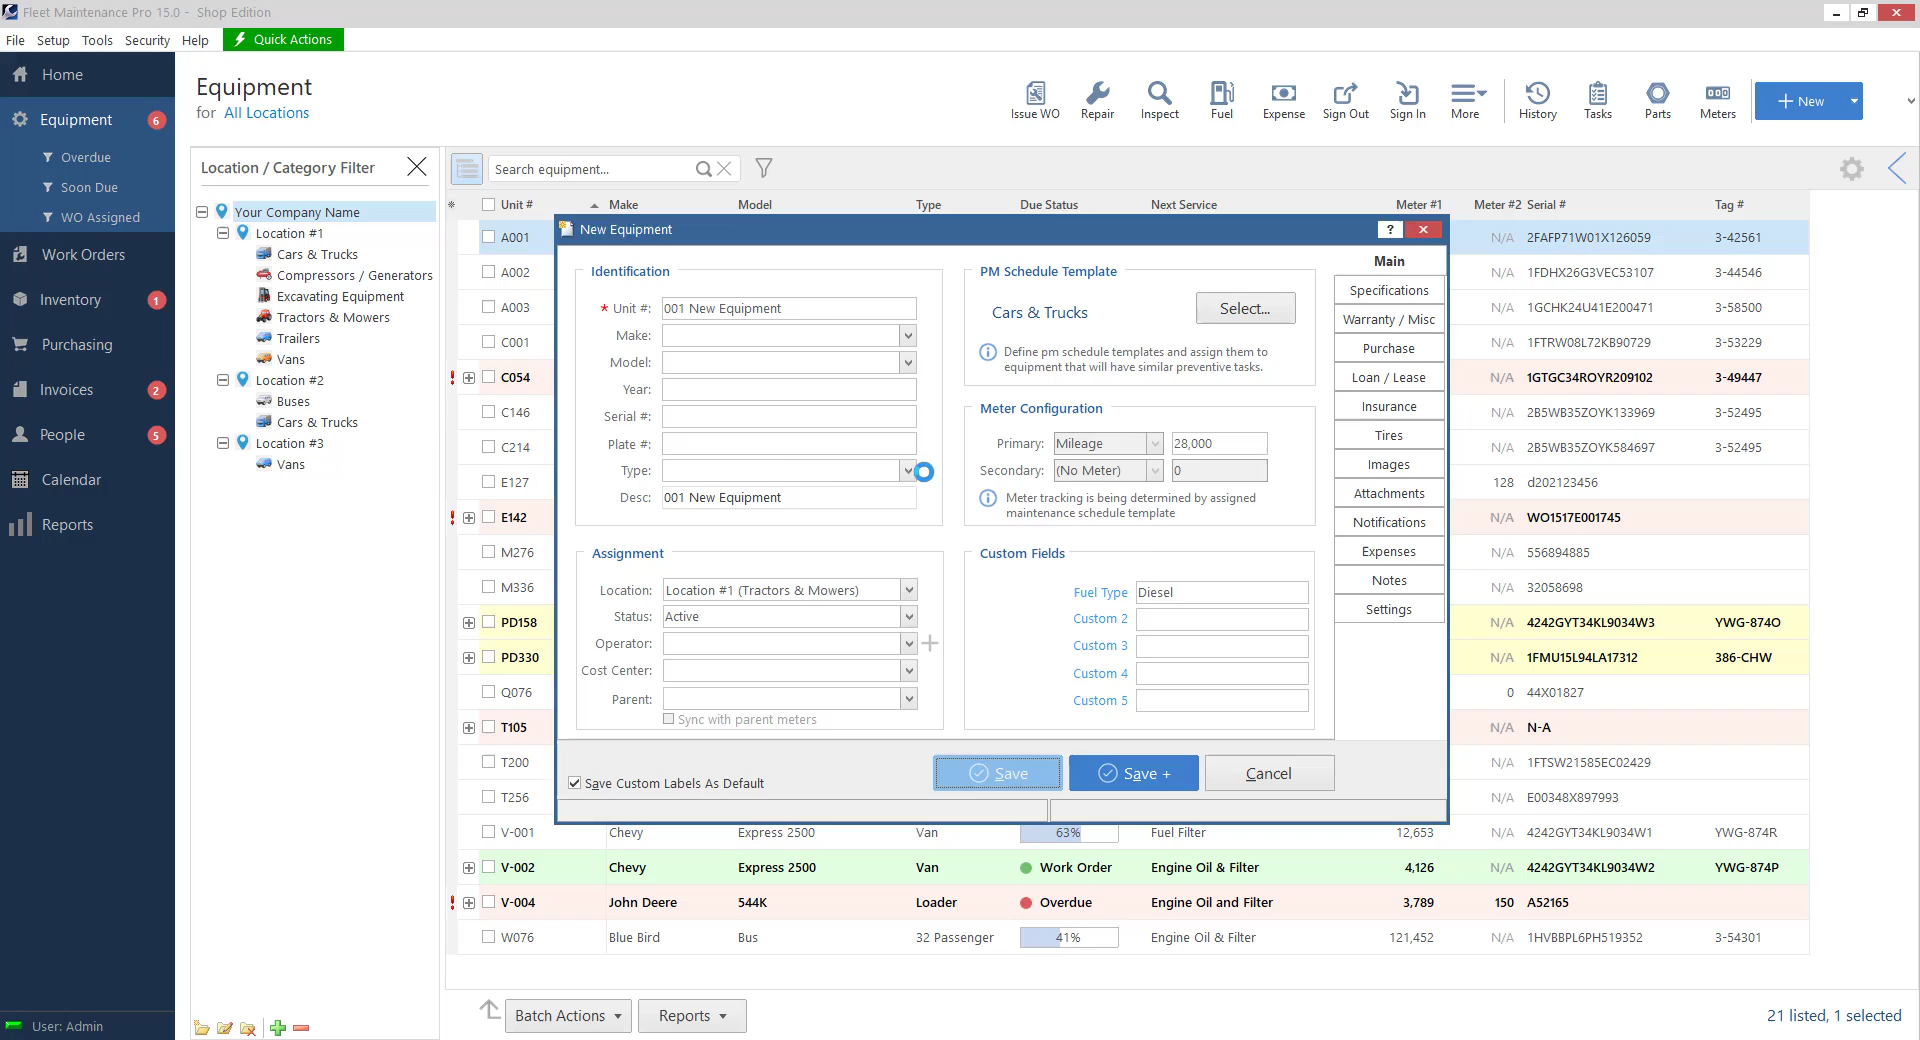 Fleet Maintenance Pro 15.0 - Shop Edition
File Setup Tools Security Help Quick Actions
Home
Equipment 6
Overdue
Soon Due
WO Assigned
Work Orders
Inventory 1
Purchasing
Invoices 2
People 5
Calendar
Reports
User: Admin
Equipment
for All Locations
Issue WO Repair Inspect Fuel Expense Sign Out Sign In More History Tasks Parts Meters + New
Location / Category Filter
Your Company Name
Location #1
Cars & Trucks
Compressors / Generators
Excavating Equipment
Tractors & Mowers
Trailers
Vans
Location #2
Buses
Cars & Trucks
Location #3
Vans
Search equipment...
* Unit # Make Model Type Due Status Next Service Meter #1 Meter #2 Serial # Tag #
A001 N/A 2FAFP71W01X126059 3-42561
A002 N/A 1FDHX26G3VEC53107 3-44546
A003 N/A 1GCHK24U41E200471 3-58500
C001 N/A 1FTRW08L72KB90729 3-53229
! C054 N/A 1GTGC34ROYR209102 3-49447
C146 N/A 2B5WB35ZOYK133969 3-52495
C214 N/A 2B5WB35ZOYK584697 3-52495
E127 128 d202123456
! E142 N/A WO1517E001745
M276 N/A 556894885
M336 N/A 32058698
PD158 N/A 4242GYT34KL9034W3 YWG-874O
PD330 N/A 1FMU15L94LA17312 386-CHW
Q076 0 44X01827
T105 N/A N-A
T200 N/A 1FTSW21585EC02429
T256 N/A E00348X897993
V-001 Chevy Express 2500 Van 63% Fuel Filter 12,653 N/A 4242GYT34KL9034W1 YWG-874R
V-002 Chevy Express 2500 Van Work Order Engine Oil & Filter 4,126 N/A 4242GYT34KL9034W2 YWG-874P
! V-004 John Deere 544K Loader Overdue Engine Oil and Filter 3,789 150 A52165
W076 Blue Bird Bus 32 Passenger 41% Engine Oil & Filter 121,452 N/A 1HVBBPL6PH519352 3-54301
Batch Actions Reports
21 listed, 1 selected
New Equipment ?
Identification
* Unit #: 001 New Equipment
Make:
Model:
Year:
Serial #:
Plate #:
Type:
Desc: 001 New Equipment
Assignment
Location: Location #1 (Tractors & Mowers)
Status: Active
Operator:
Cost Center:
Parent:
Sync with parent meters
PM Schedule Template
Cars & Trucks Select...
Define pm schedule templates and assign them to
equipment that will have similar preventive tasks.
Meter Configuration
Primary: Mileage 28,000
Secondary: (No Meter) 0
Meter tracking is being determined by assigned
maintenance schedule template
Custom Fields
Fuel Type Diesel
Custom 2
Custom 3
Custom 4
Custom 5
Main
Specifications
Warranty / Misc
Purchase
Loan / Lease
Insurance
Tires
Images
Attachments
Notifications
Expenses
Notes
Settings
Save Custom Labels As Default
Save Save + Cancel